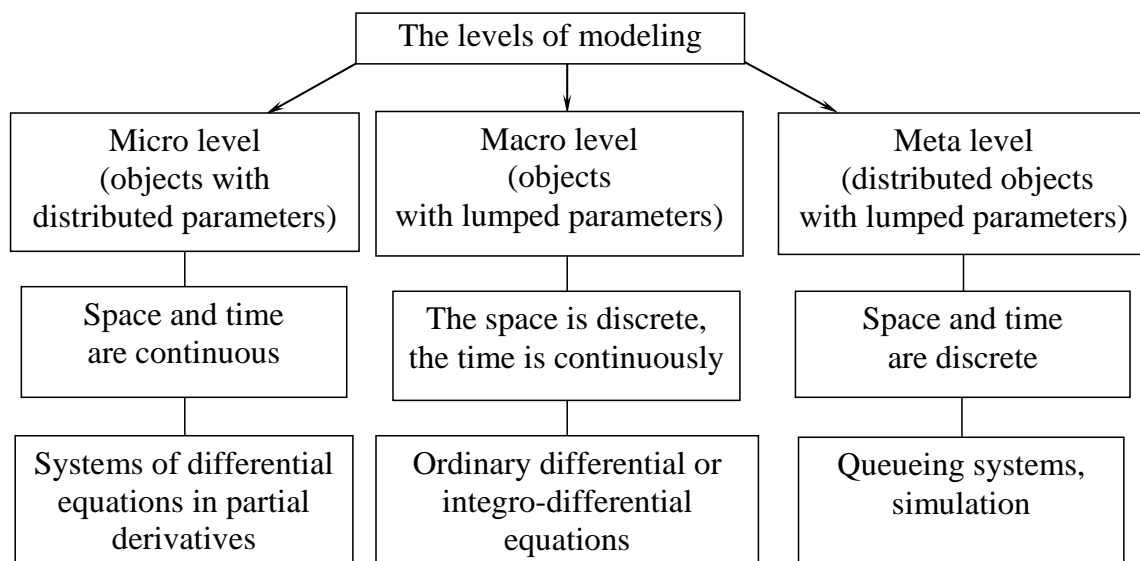 The levels of modeling
Micro level
(objects with
distributed parameters)
Macro level
(objects
with lumped parameters)
Meta level
(distributed objects
with lumped parameters)
Space and time
are continuous
The space is discrete,
the time is continuously
Space and time
are discrete
Systems of differential
equations in partial
derivatives
Ordinary differential or
integro-differential
equations
Queueing systems,
simulation